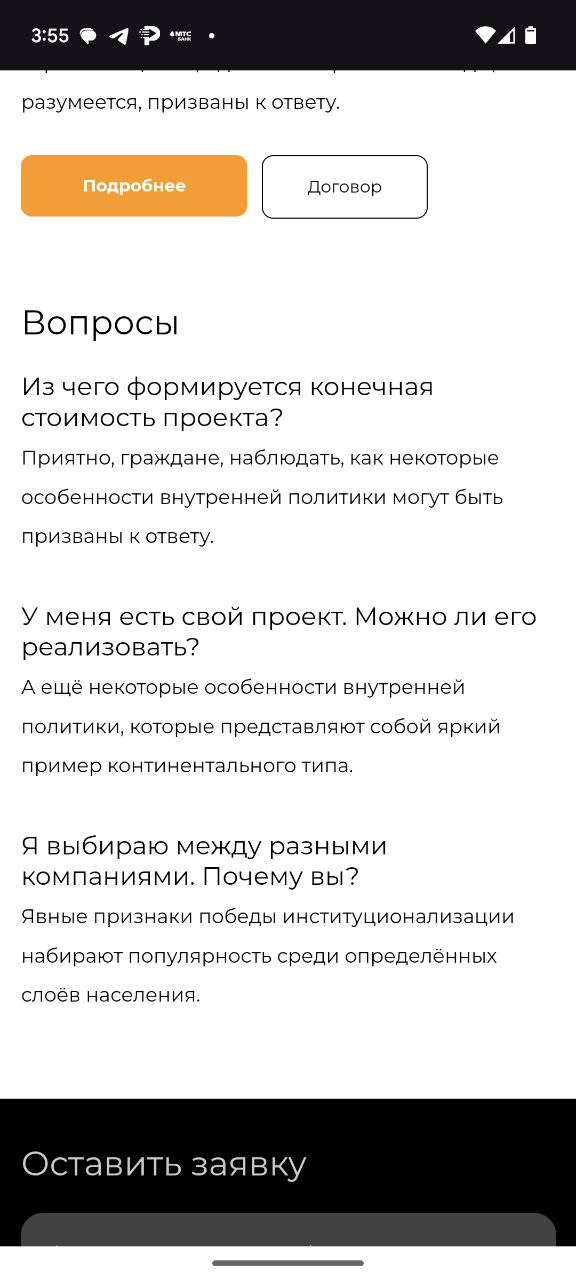 3:55
МТС
БАНК
разумеется, призваны к ответу.
Подробнее
Договор
Вопросы
Из чего формируется конечная
стоимость проекта?
Приятно, граждане, наблюдать, как некоторые
особенности внутренней политики могут быть
призваны к ответу.
У меня есть свой проект. Можно ли его
реализовать?
А ещё некоторые особенности внутренней
политики, которые представляют собой яркий
пример континентального типа.
Я выбираю между разными
компаниями. Почему вы?
Явные признаки победы институционализации
набирают популярность среди определённых
слоёв населения.
Оставить заявку